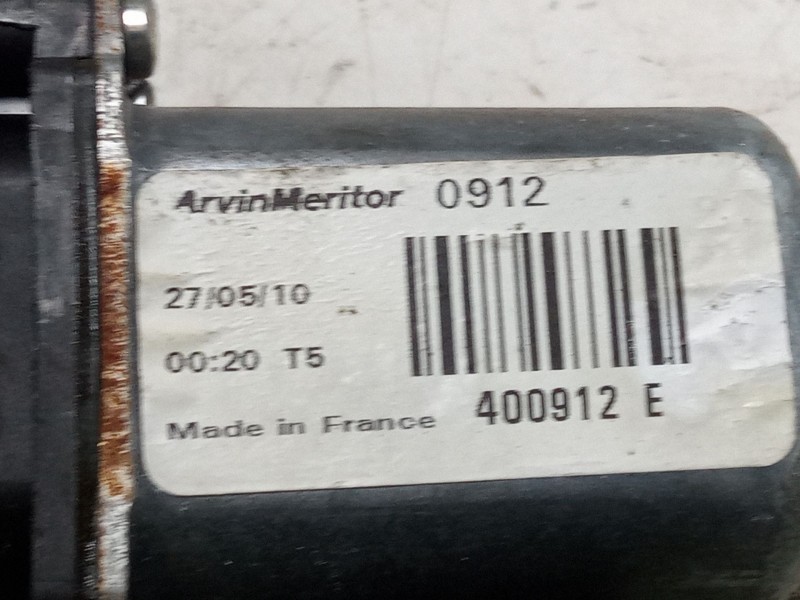 ArvinMeritor 0912
27/05/10
00:20 T5
400912 E
Made in France